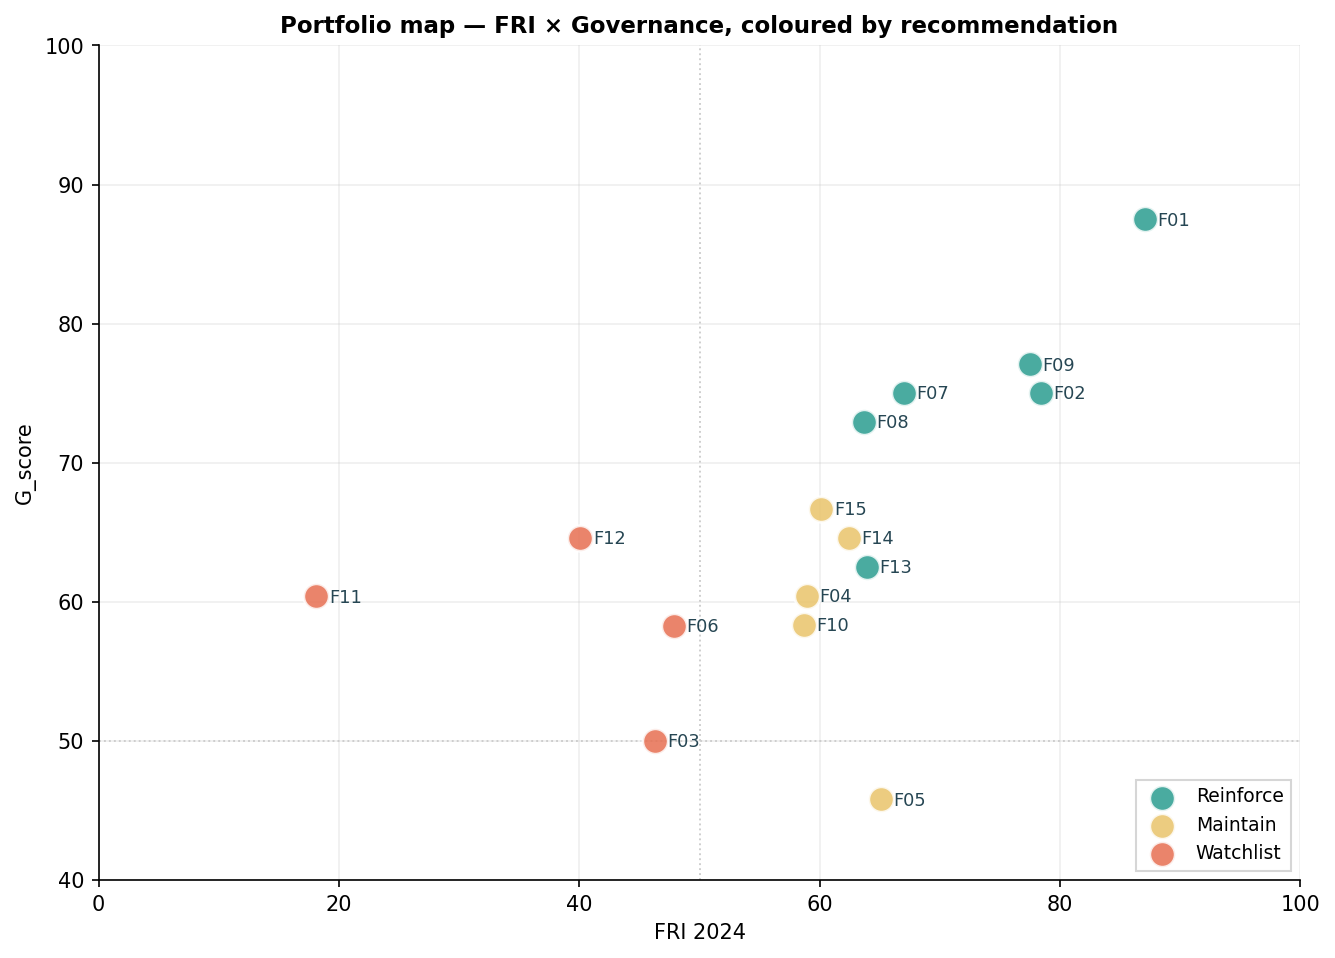 Portfolio map — FRI × Governance, coloured by recommendation
100
90
80
70
60
50
40
G_score
F01
F09
F07
F02
F08
F15
F12
F14
F13
F11
F04
F06
F10
F03
F05
Reinforce
Maintain
Watchlist
0 20 40 60 80 100
FRI 2024